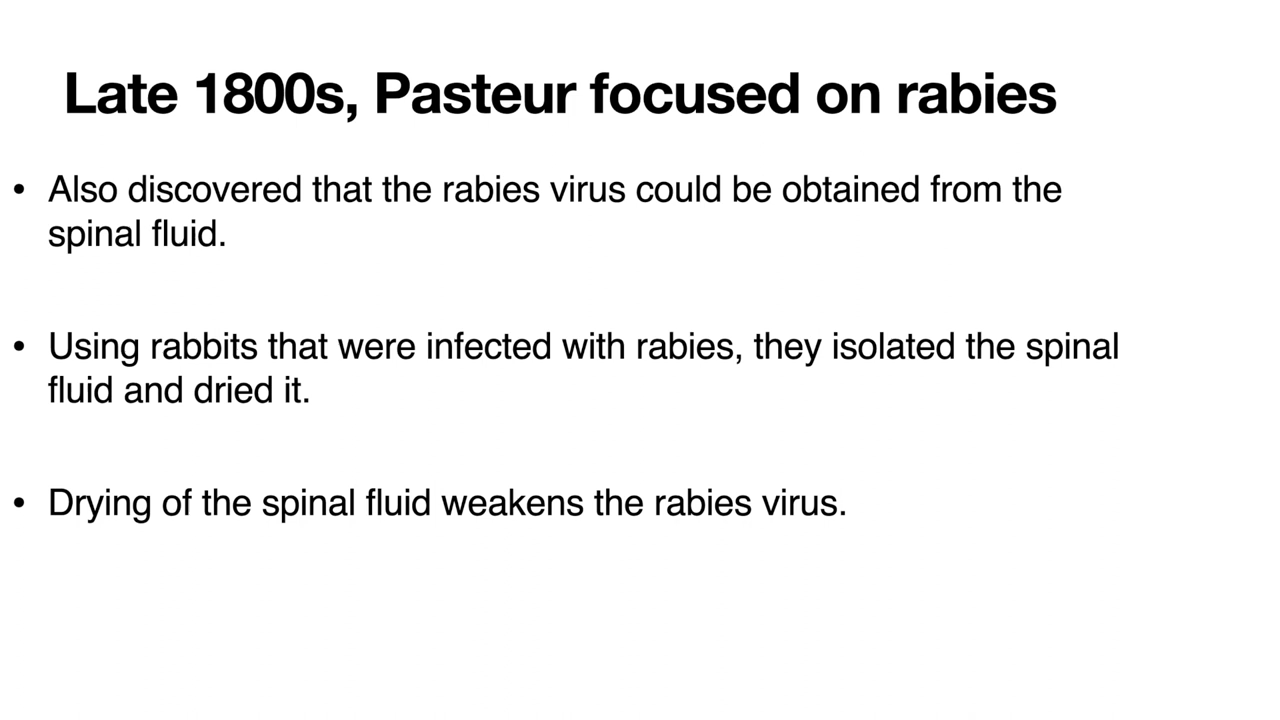 Late 1800s, Pasteur focused on rabies
• Also discovered that the rabies virus could be obtained from the
spinal fluid.
• Using rabbits that were infected with rabies, they isolated the spinal
fluid and dried it.
• Drying of the spinal fluid weakens the rabies virus.